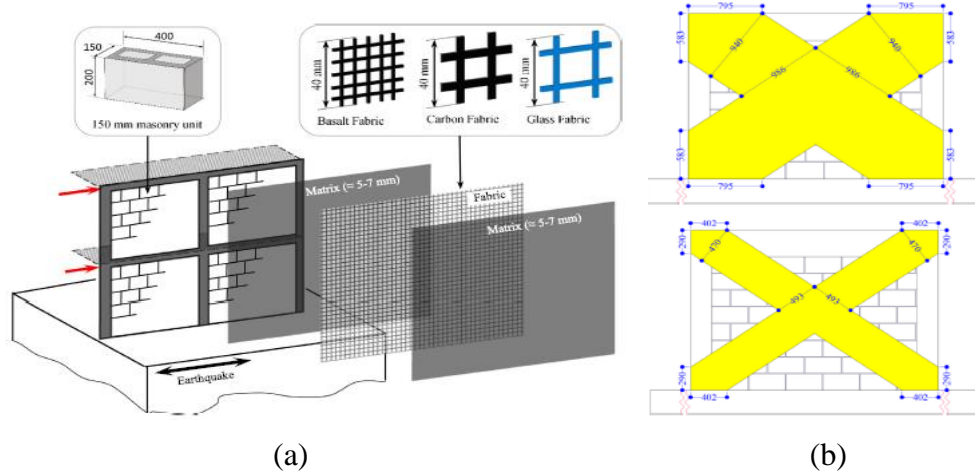 400
150
200
150 mm masonry unit
40 mm
40 mm
40 mm
Basalt Fabric
Carbon Fabric
Glass Fabric
Matrix (≈ 5-7 mm)
Fabric
Matrix (≈ 5-7 mm)
Earthquake
(a)
795
795
583
583
940
940
986
986
583
583
795
795
402
402
290
290
470
470
493
493
290
290
402
402
(b)